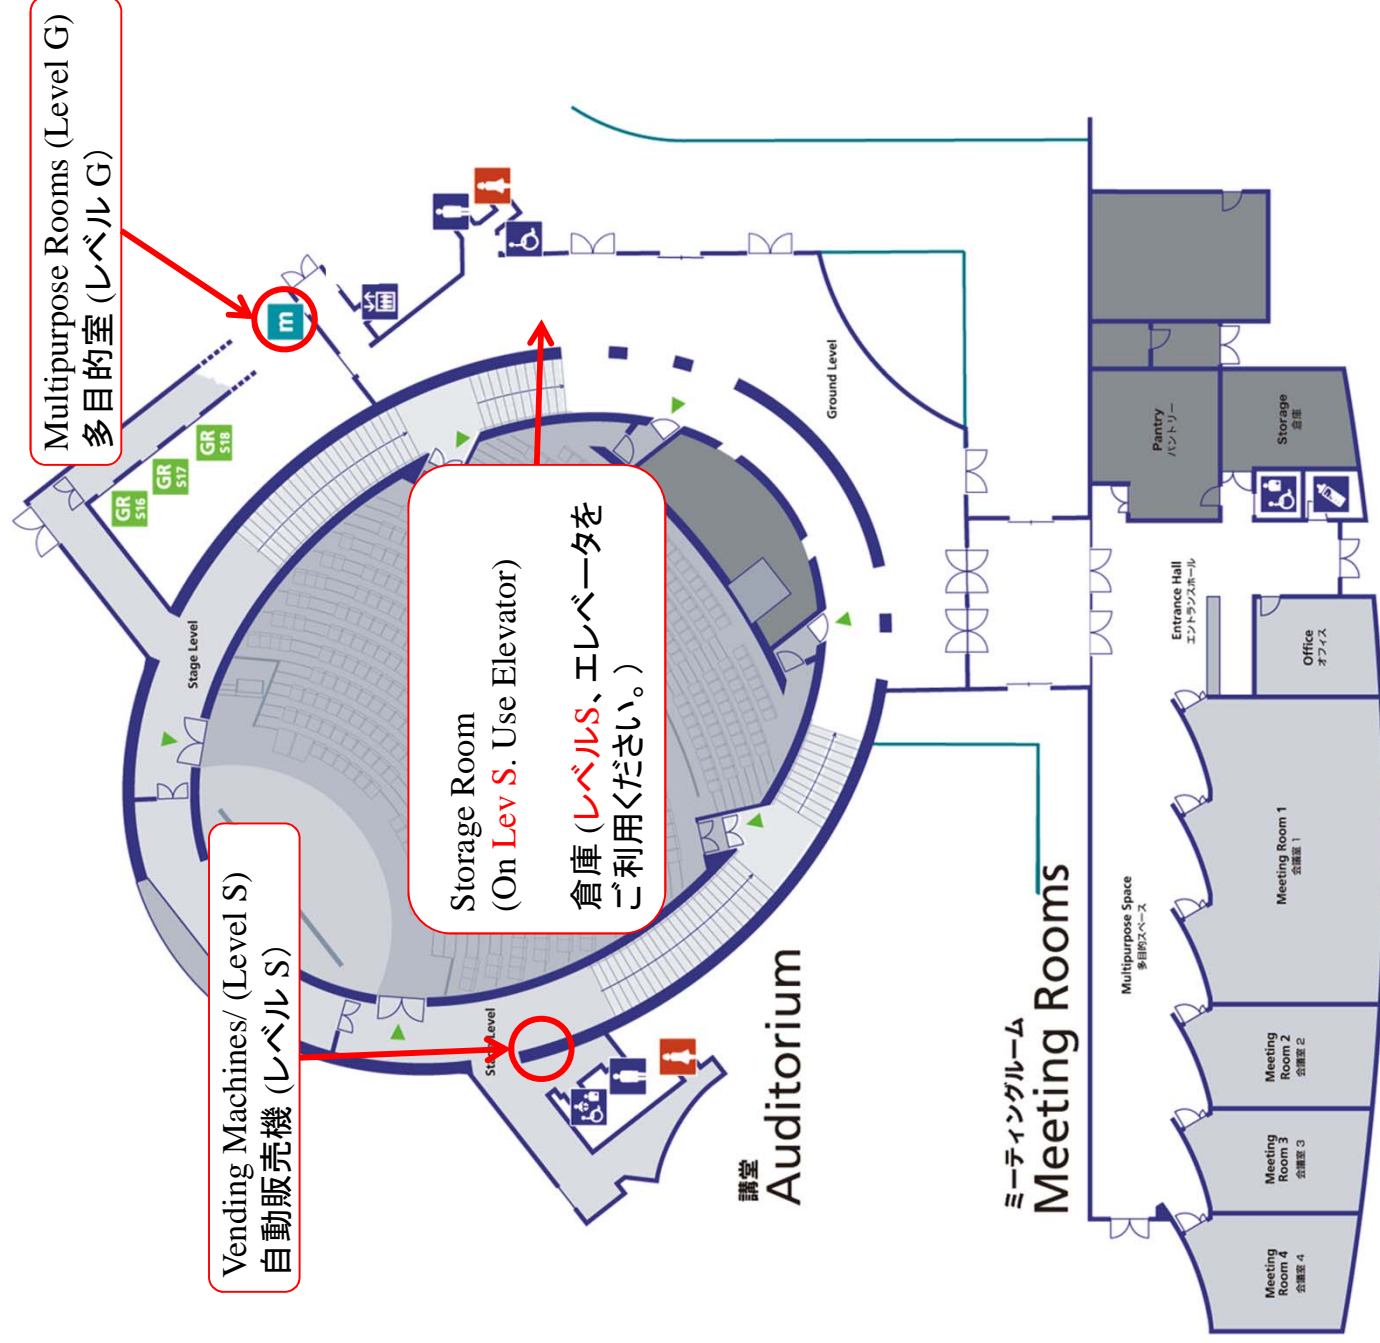 Multipurpose Rooms (Level G)
多目的室 (レベル G)
Vending Machines/ (Level S)
自動販売機 (レベル S)
Storage Room
(On Lev S. Use Elevator)
倉庫 (レベルS、エレベータを
ご利用ください。)
m
GR
S16
GR
S17
GR
S18
Stage Level
Stage Level
Ground Level
講堂
Auditorium
ミーティングルーム
Meeting Rooms
Pantry
パントリー
Storage
倉庫
Entrance Hall
エントランスホール
Office
オフィス
Multipurpose Space
多目的スペース
Meeting Room 1
会議室 1
Meeting
Room 2
会議室 2
Meeting
Room 3
会議室 3
Meeting
Room 4
会議室 4